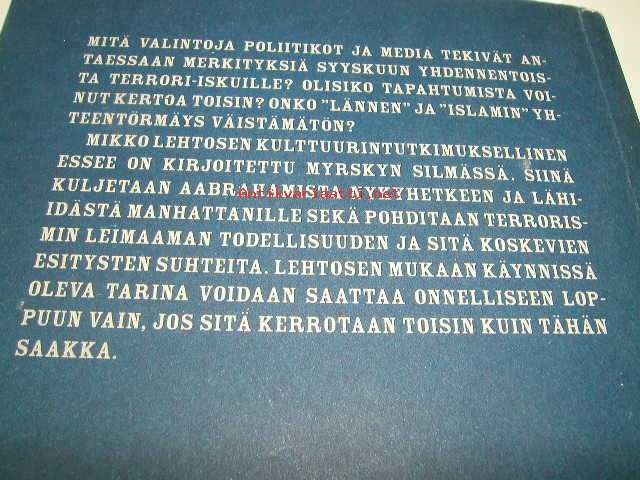 MITÄ VALINTOJA POLIITIKOT JA MEDIA TEKIVÄT AN-
TAESSAAN MERKITYKSIÄ SYYSKUUN YHDENNENTOIS-
TA TERRORI-ISKUILLE? OLISIKO TAPAHTUMISTA VOI-
NUT KERTOA TOISIN? ONKO "LÄNNEN" JA "ISLAMIN" YH-
TEENTÖRMÄYS VÄISTÄMÄTÖN?
MIKKO LEHTOSEN KULTTUURINTUTKIMUKSELLINEN
ESSEE ON KIRJOITETTU MYRSKYN SILMÄSSÄ. SIINÄ
KULJETAAN AABRAHAMISTA NYKYHETKEEN JA LÄHI-
antikvariaatti.net
IDÄSTÄ MANHATTANILLE SEKÄ POHDITAAN TERRORIS-
MIN LEIMAAMAN TODELLISUUDEN JA SITÄ KOSKEVIEN
ESITYSTEN SUHTEITA. LEHTOSEN MUKAAN KÄYNNISSÄ
OLEVA TARINA VOIDAAN SAATTAA ONNELLISEEN LOP-
PUUN VAIN, JOS SITÄ KERROTAAN TOISIN KUIN TÄHÄN
SAAKKA.